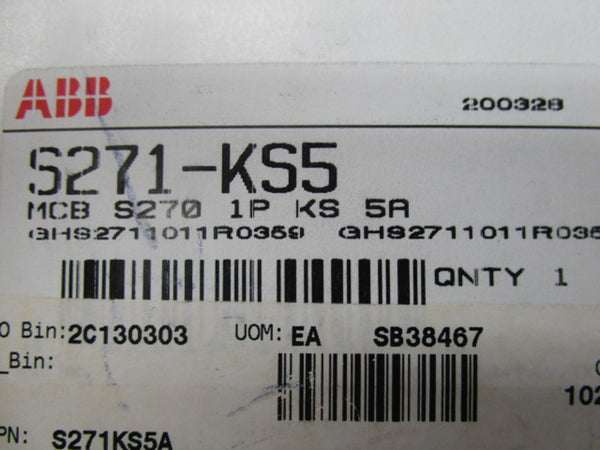 ABB
200328
S271-KS5
MCB S270 1P KS 5A
GHS2711011R0359 GHS2711011R035
QNTY 1
O Bin: 2C130303 UOM: EA SB38467
_Bin:
102
PN: S271KS5A